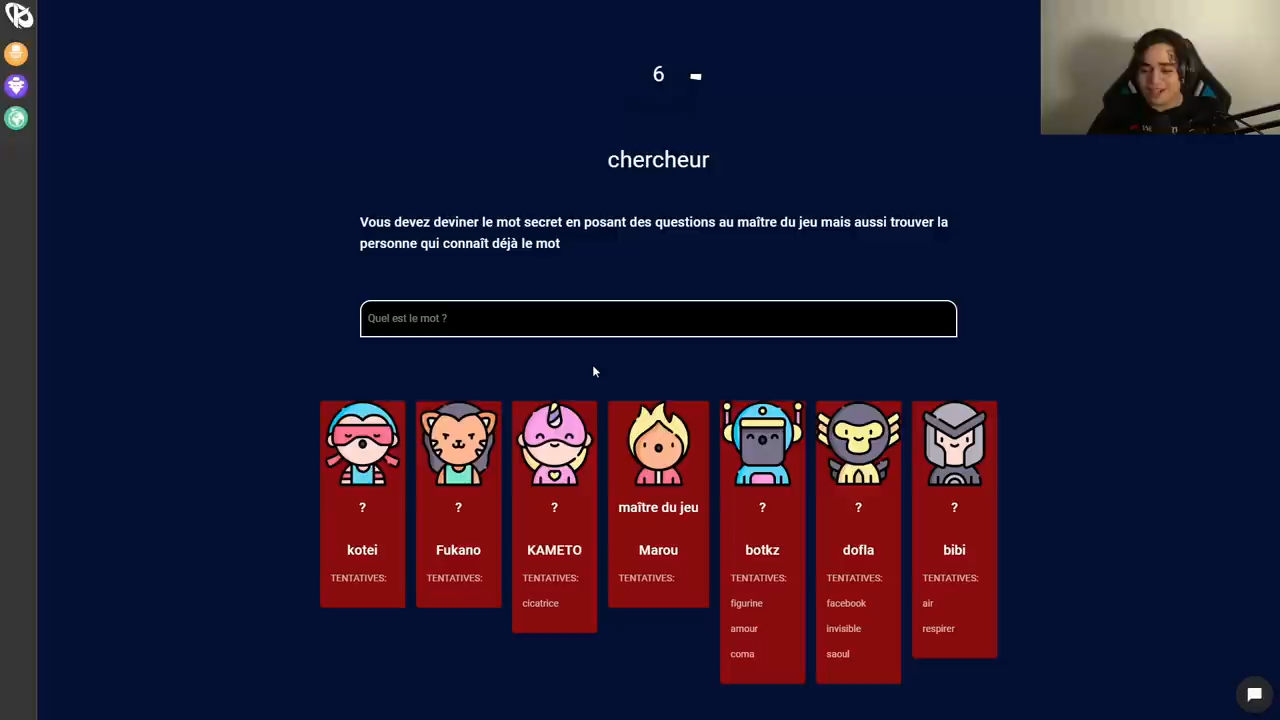 6
chercheur
Vous devez deviner le mot secret en posant des questions au maître du jeu mais aussi trouver la
personne qui connaît déjà le mot
Quel est le mot ?
?
kotei
TENTATIVES:
?
Fukano
TENTATIVES:
?
KAMETO
TENTATIVES:
cicatrice
maître du jeu
Marou
TENTATIVES:
?
botkz
TENTATIVES:
figurine
amour
coma
?
dofla
TENTATIVES:
facebook
invisible
saoul
?
bibi
TENTATIVES:
air
respirer